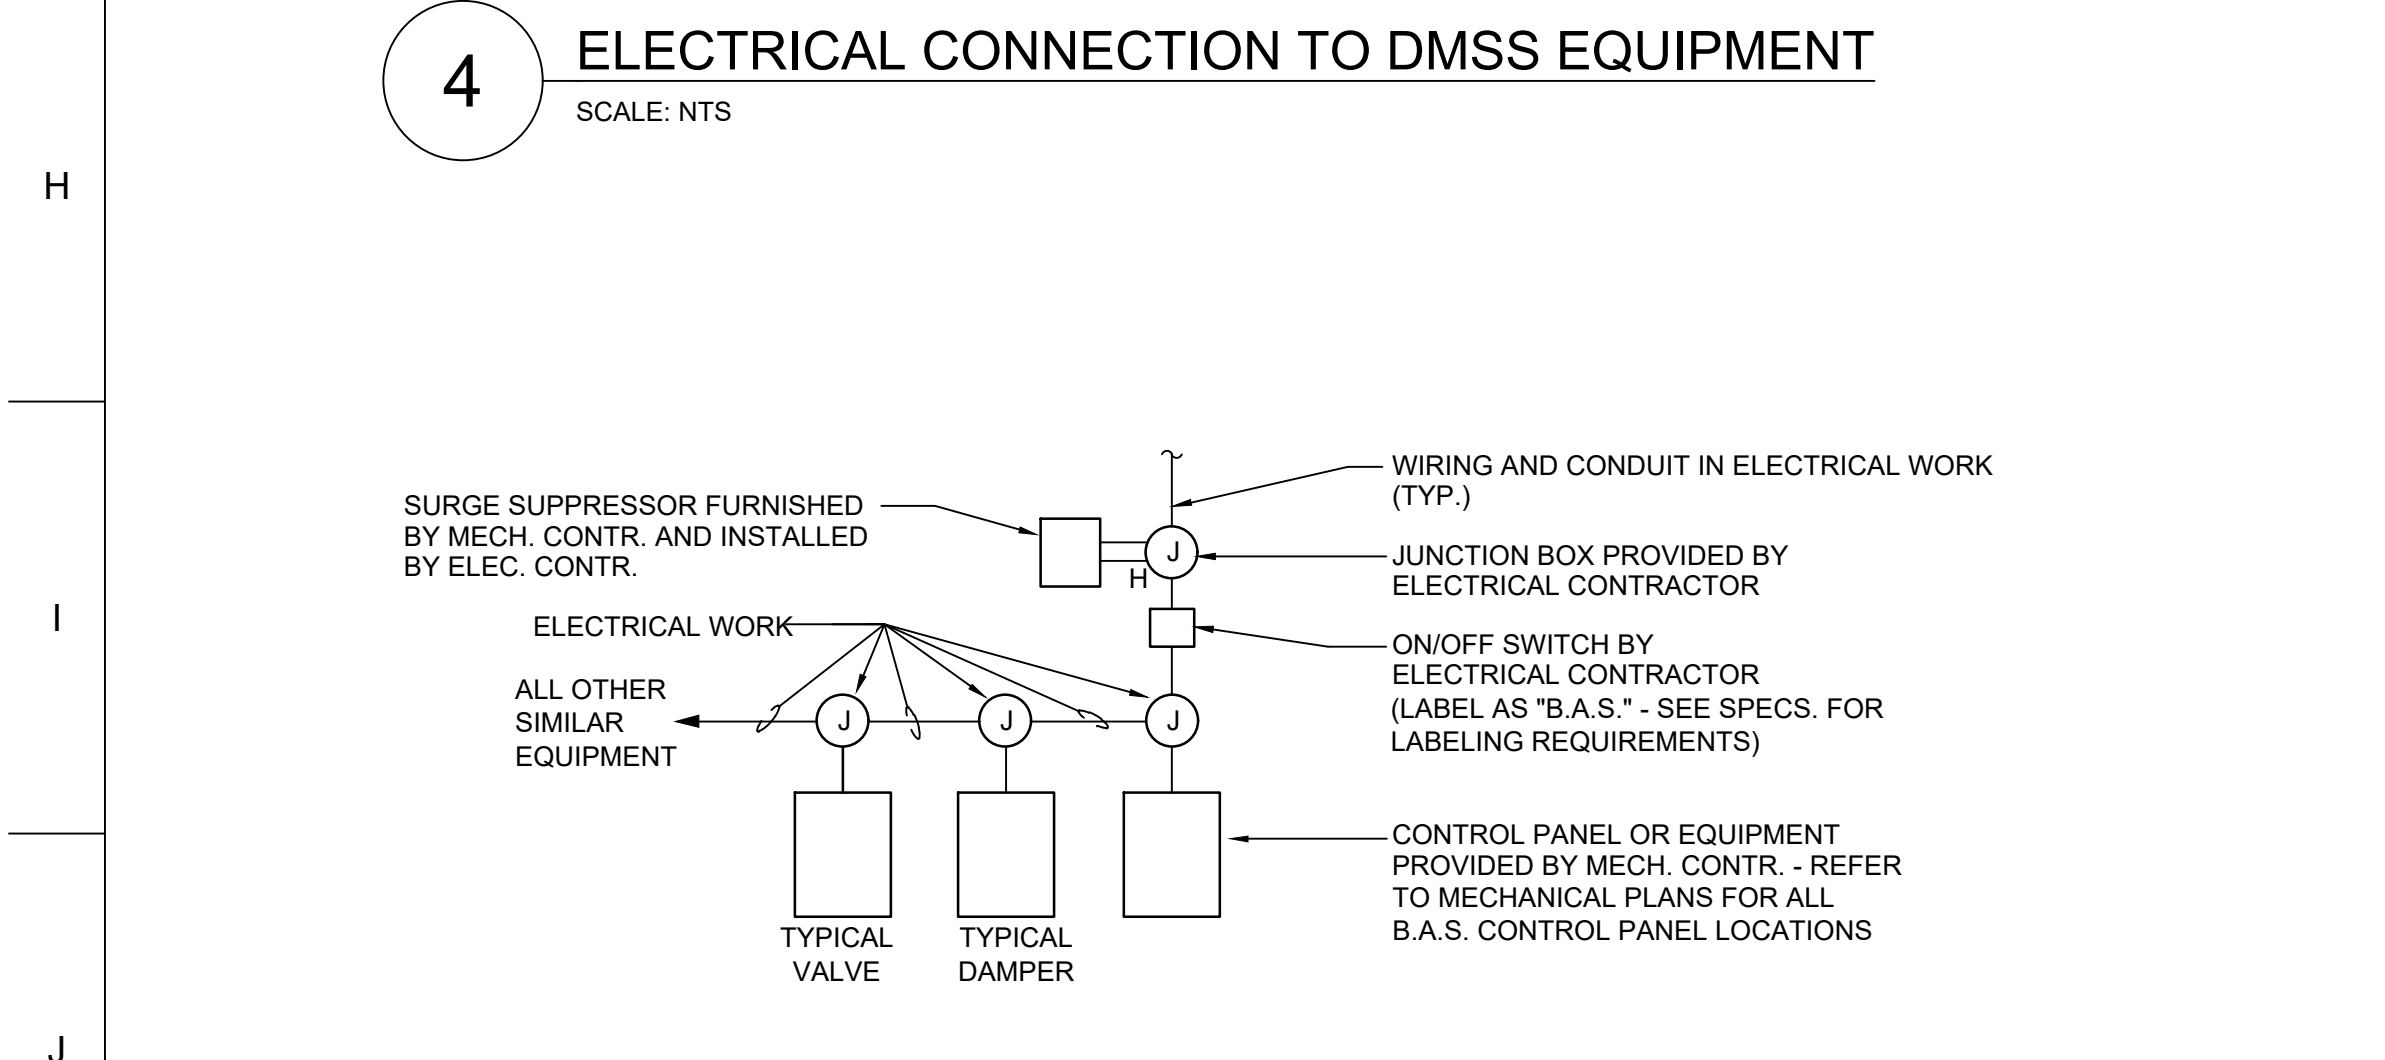 4
ELECTRICAL CONNECTION TO DMSS EQUIPMENT
SCALE: NTS
H
I
J
SURGE SUPPRESSOR FURNISHED
BY MECH. CONTR. AND INSTALLED
BY ELEC. CONTR.
J
H
WIRING AND CONDUIT IN ELECTRICAL WORK
(TYP.)
JUNCTION BOX PROVIDED BY
ELECTRICAL CONTRACTOR
ELECTRICAL WORK
ON/OFF SWITCH BY
ELECTRICAL CONTRACTOR
(LABEL AS "B.A.S." - SEE SPECS. FOR
LABELING REQUIREMENTS)
ALL OTHER
SIMILAR
EQUIPMENT
J
J
J
CONTROL PANEL OR EQUIPMENT
PROVIDED BY MECH. CONTR. - REFER
TO MECHANICAL PLANS FOR ALL
B.A.S. CONTROL PANEL LOCATIONS
TYPICAL
VALVE
TYPICAL
DAMPER